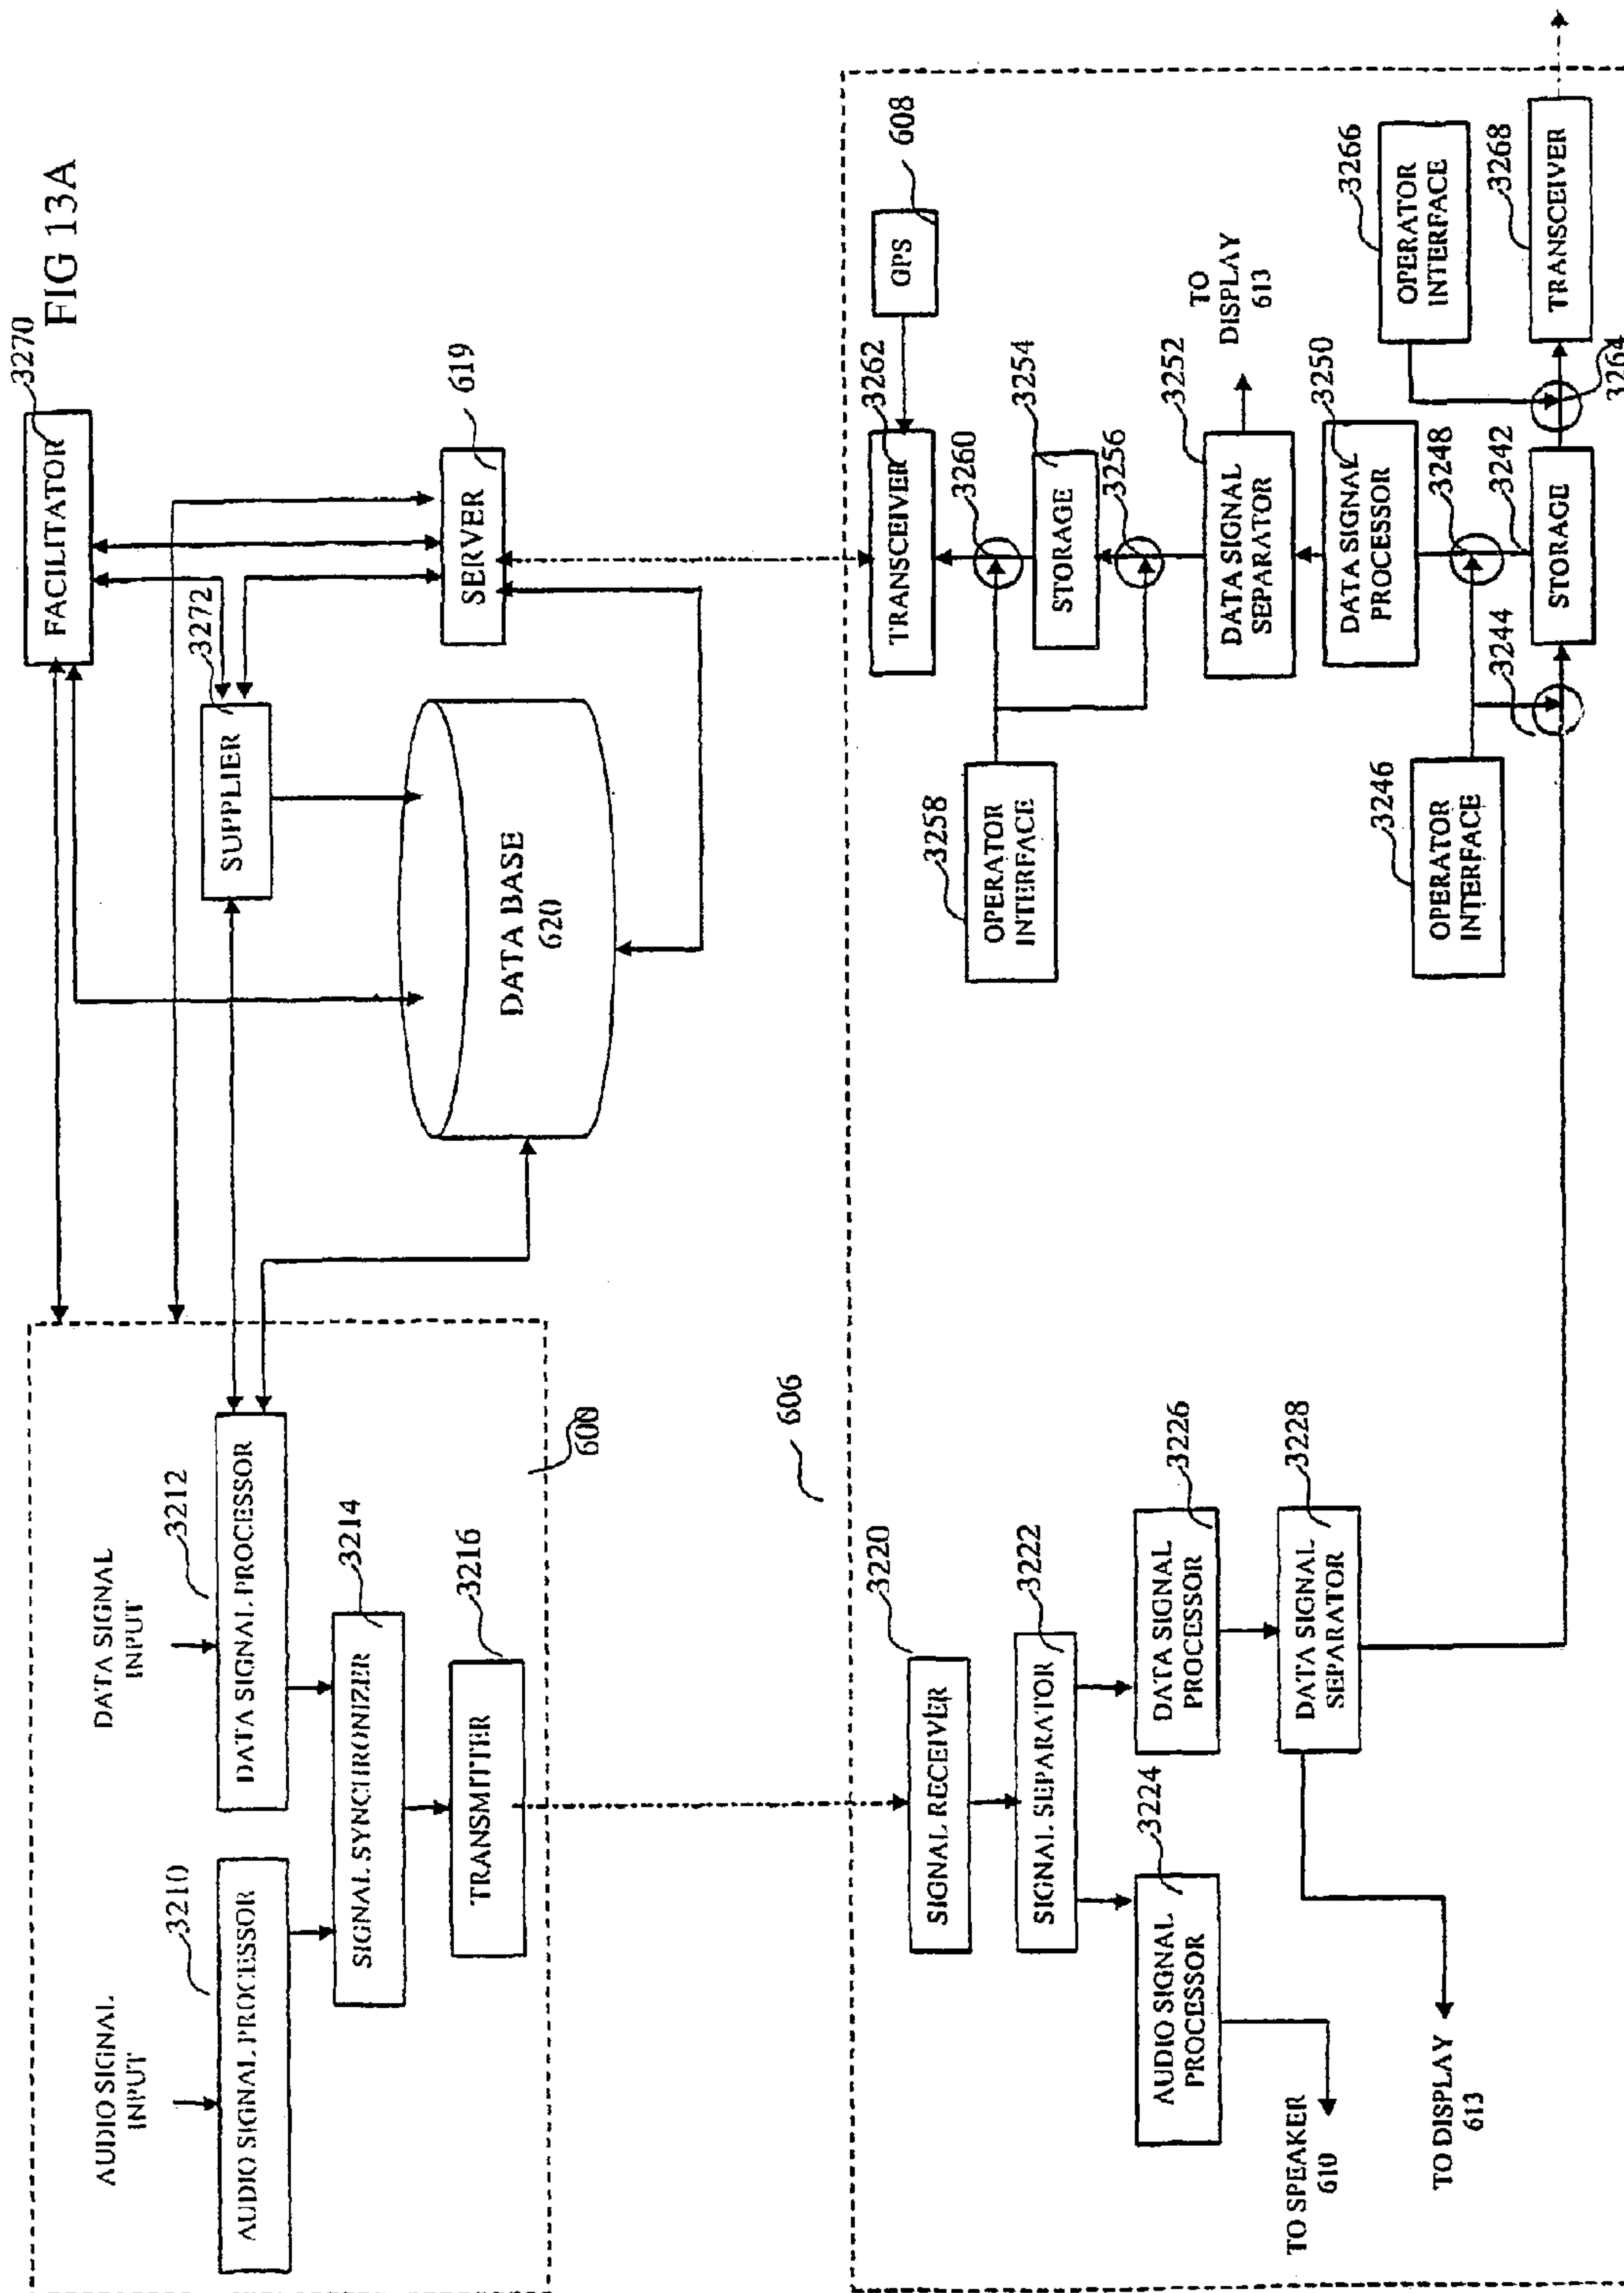 FIG 13A
AUDIO SIGNAL
INPUT
DATA SIGNAL
INPUT
3210
AUDIO SIGNAL PROCESSOR
3212
DATA SIGNAL PROCESSOR
3214
SIGNAL SYNCHRONIZER
3216
TRANSMITTER
600
3270
FACILITATOR
3272
SUPPLIER
DATA BASE
620
SERVER
619
606
3220
SIGNAL RECEIVER
3222
SIGNAL SEPARATOR
3224
AUDIO SIGNAL
PROCESSOR
3226
DATA SIGNAL
PROCESSOR
3228
DATA SIGNAL
SEPARATOR
TO SPEAKER
610
TO DISPLAY
613
GPS
608
3262
TRANSCEIVER
3260
3254
STORAGE
3256
3258
OPERATOR
INTERFACE
3252
DATA SIGNAL
SEPARATOR
TO
DISPLAY
613
3250
DATA SIGNAL
PROCESSOR
3248
3246
OPERATOR
INTERFACE
3244
3242
STORAGE
3266
OPERATOR
INTERFACE
3264
3268
TRANSCEIVER